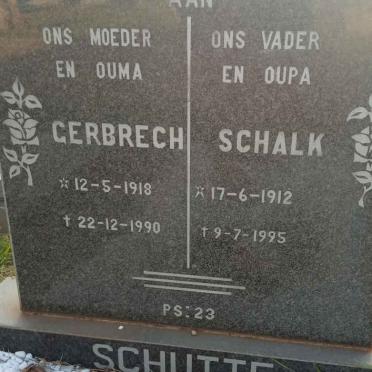 AAN
ONS MOEDER
EN OUMA
GERBRECH
☆ 12-5-1918
† 22-12-1990
ONS VADER
EN OUPA
SCHALK
☆ 17-6-1912
† 9-7-1995
PS:23
SCHUTTE